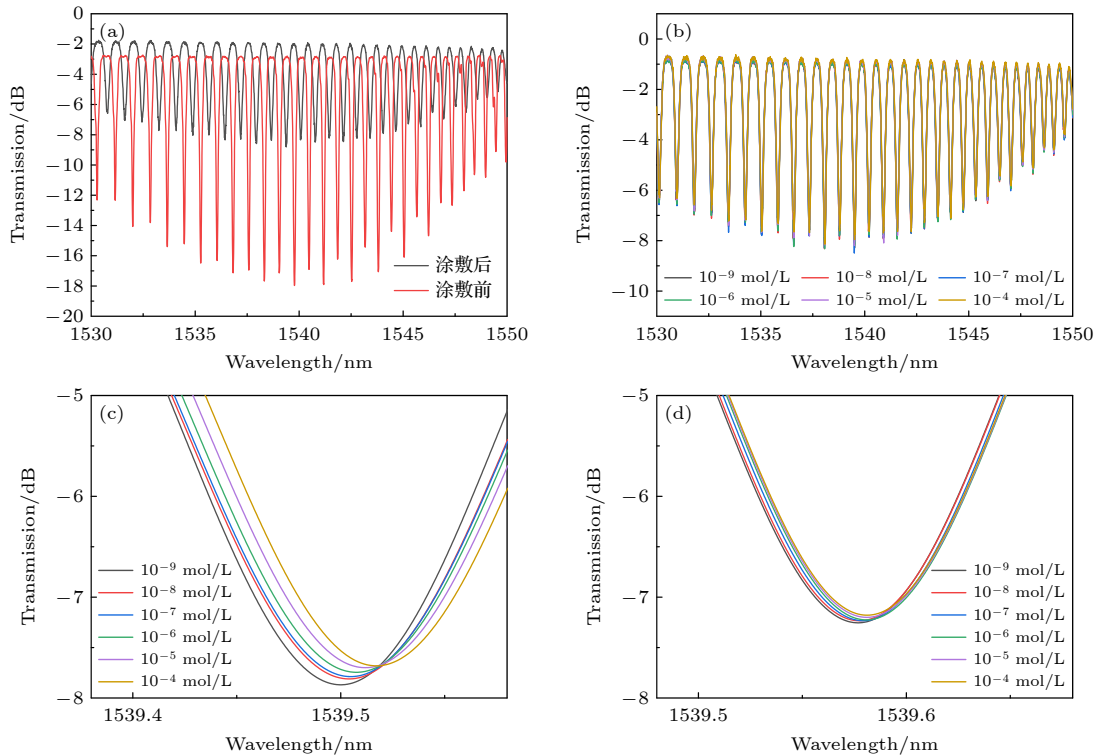 (a)
0
−2
−4
−6
−8
−10
−12
−14
−16
−18
−20
Transmission/dB
涂敷后
涂敷前
1530 1535 1540 1545 1550
Wavelength/nm
(b)
0
−2
−4
−6
−8
−10
Transmission/dB
10⁻⁹ mol/L 10⁻⁸ mol/L 10⁻⁷ mol/L
10⁻⁶ mol/L 10⁻⁵ mol/L 10⁻⁴ mol/L
1530 1535 1540 1545 1550
Wavelength/nm
(c)
−5
−6
−7
−8
Transmission/dB
10⁻⁹ mol/L
10⁻⁸ mol/L
10⁻⁷ mol/L
10⁻⁶ mol/L
10⁻⁵ mol/L
10⁻⁴ mol/L
1539.4 1539.5
Wavelength/nm
(d)
−5
−6
−7
−8
Transmission/dB
10⁻⁹ mol/L
10⁻⁸ mol/L
10⁻⁷ mol/L
10⁻⁶ mol/L
10⁻⁵ mol/L
10⁻⁴ mol/L
1539.5 1539.6
Wavelength/nm